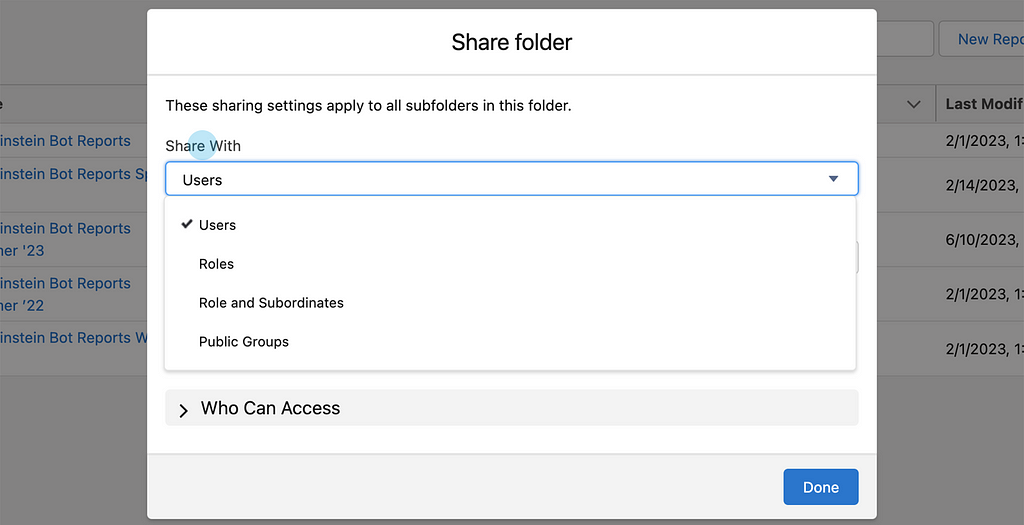 Share folder
New Repo
These sharing settings apply to all subfolders in this folder.
Share With
Users
Users
Roles
Role and Subordinates
Public Groups
Who Can Access
Done
e
Last Modif
instein Bot Reports
2/1/2023, 1:
instein Bot Reports Sp
2/14/2023,
instein Bot Reports
ner '23
6/10/2023,
instein Bot Reports
ner '22
2/1/2023, 1:
instein Bot Reports W
2/1/2023, 1: